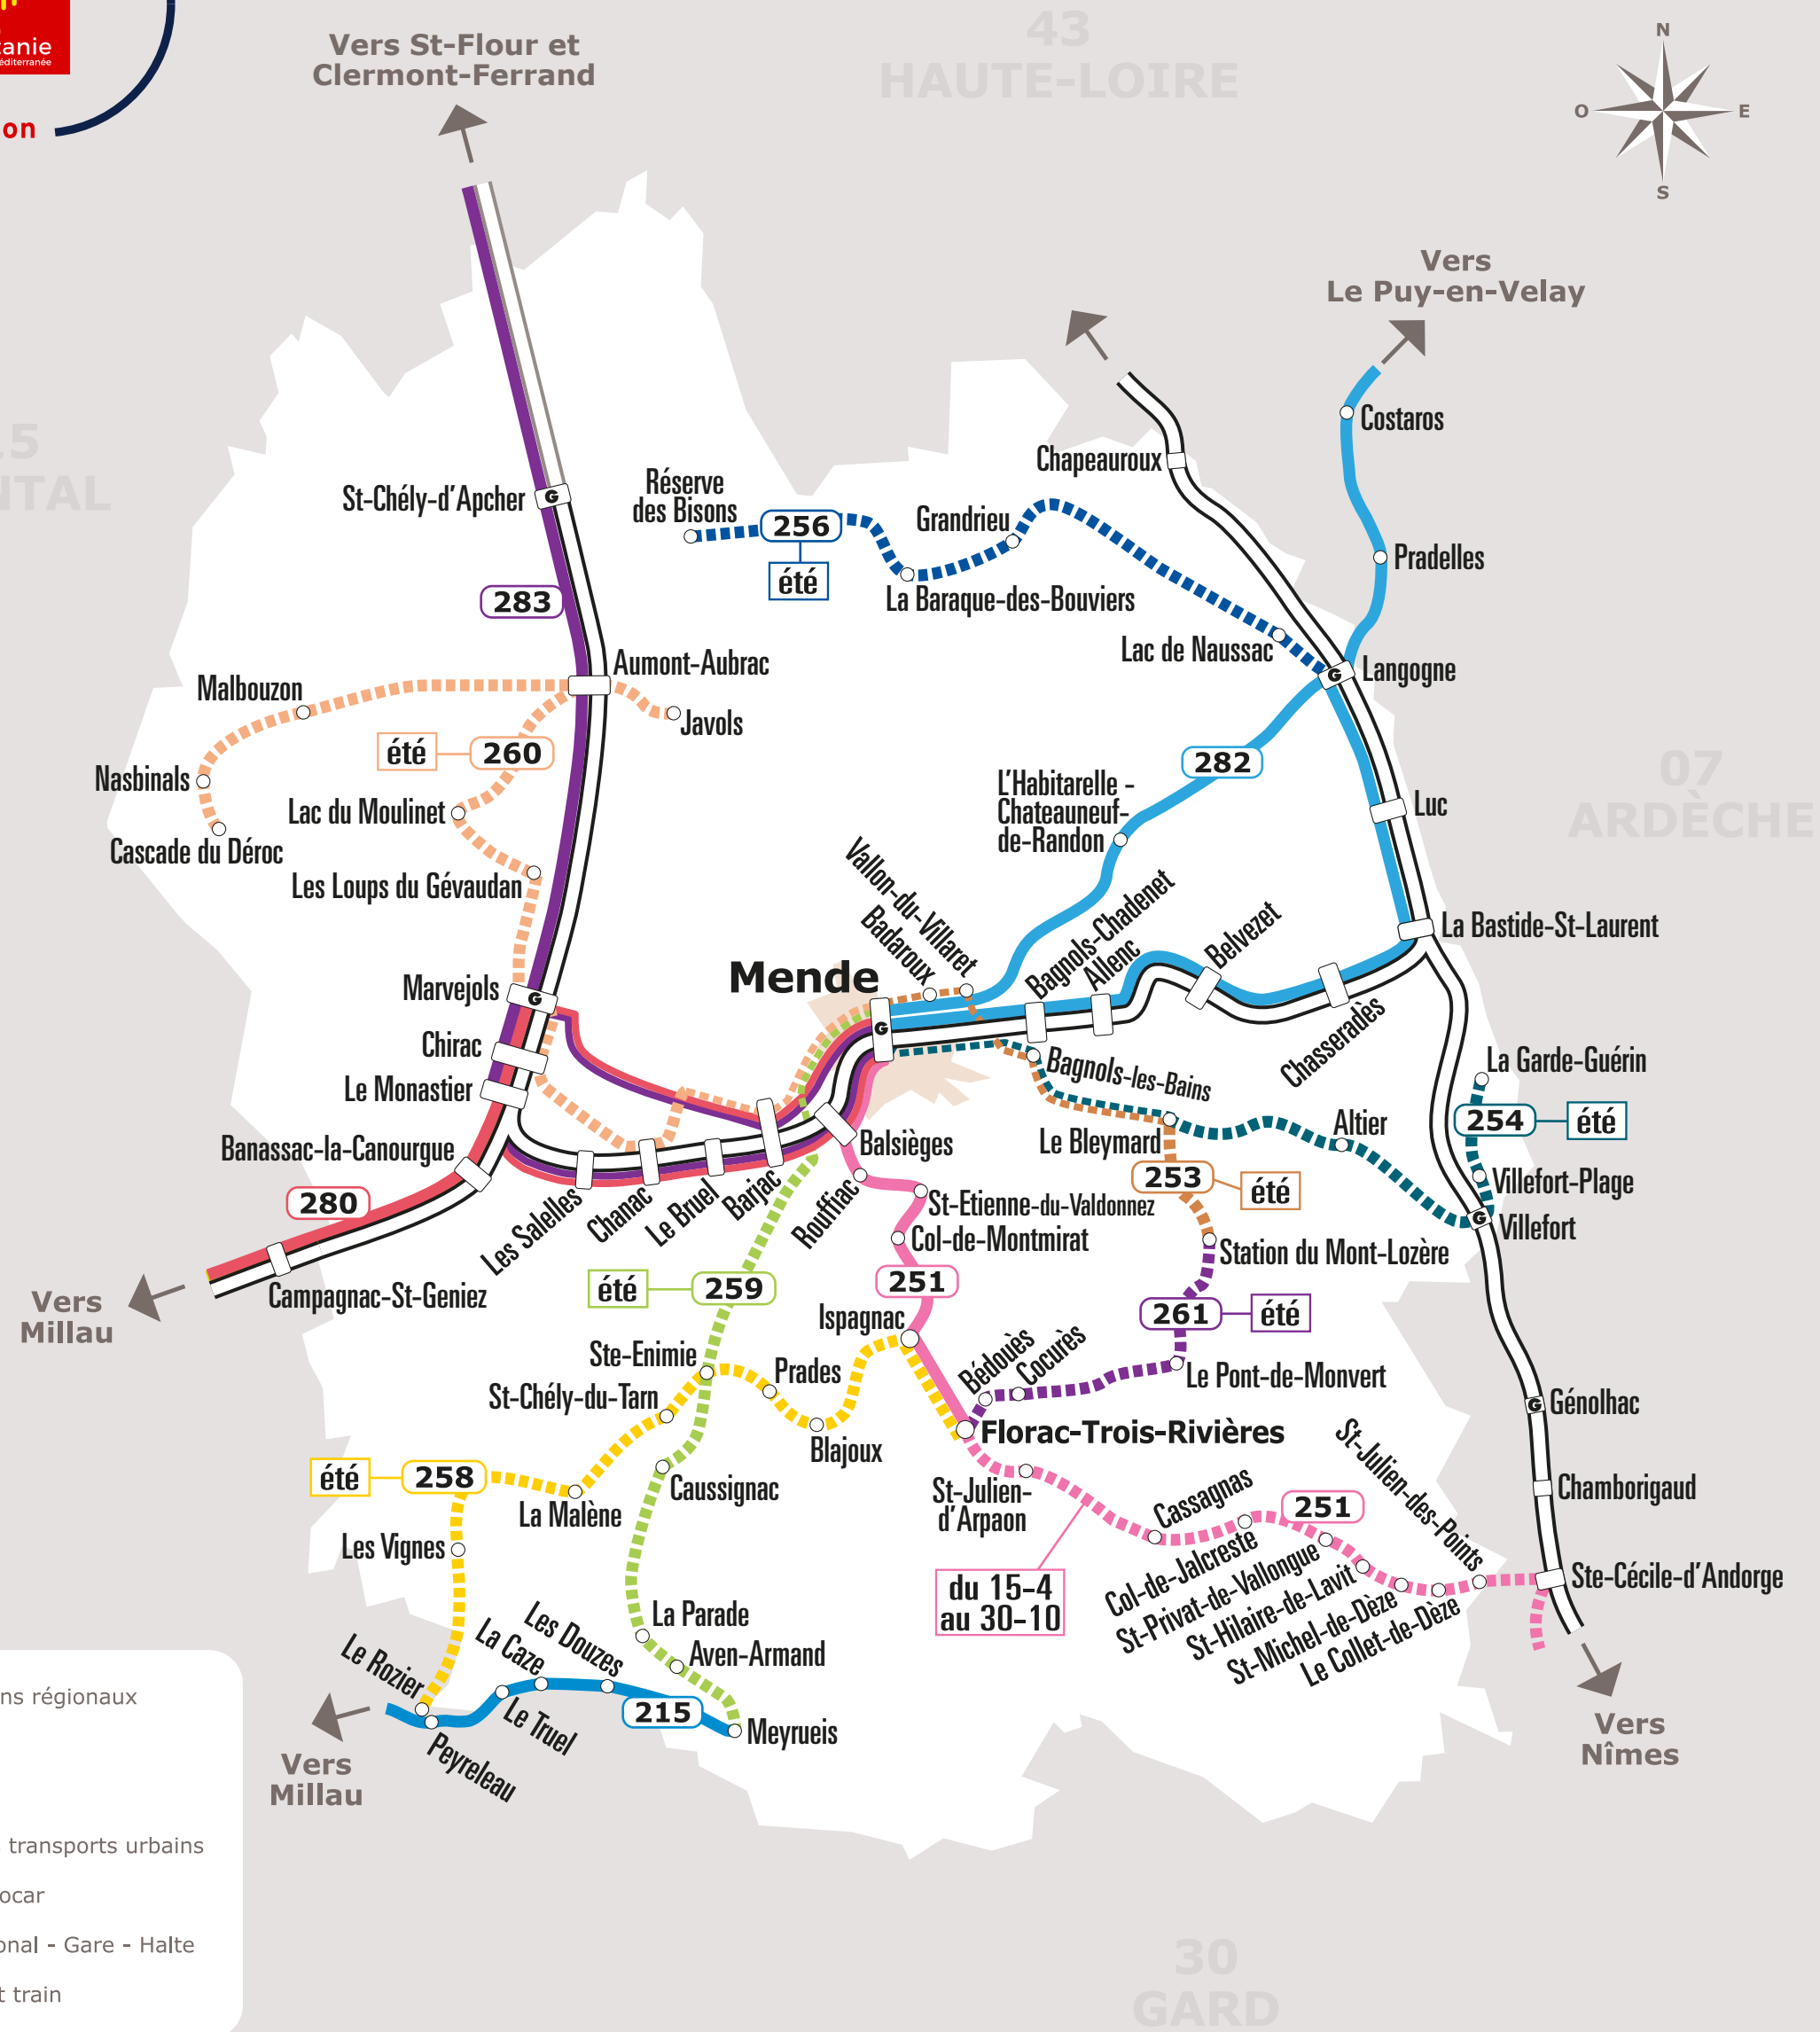 Vers St-Flour et
Clermont-Ferrand
43
HAUTE-LOIRE
N
O
E
S
on
Vers
Le Puy-en-Velay
Costaros
Chapeauroux
Pradelles
St-Chély-d'Apcher
Réserve
des Bisons
256
été
Grandrieu
La Baraque-des-Bouviers
283
Lac de Naussac
Langogne
Aumont-Aubrac
Malbouzon
Javols
été
260
282
07
ARDÈCHE
Nasbinals
Lac du Moulinet
Cascade du Déroc
L'Habitarelle -
Chateauneuf-
de-Randon
Luc
Les Loups du Gévaudan
Vallon-du-Villaret
Badaroux
Bagnols-Chadenet
Allenc
Belvezet
La Bastide-St-Laurent
Mende
Marvejols
Chirac
Le Monastier
Chasseradès
Bagnols-les-Bains
La Garde-Guérin
254
été
Banassac-la-Canourgue
Balsièges
Le Bleymard
Altier
280
253
été
Villefort-Plage
Villefort
Les Salelles
Chanac
Le Bruel
Barjac
Rouffiac
St-Etienne-du-Valdonnez
Col-de-Montmirat
Station du Mont-Lozère
Vers
Millau
Campagnac-St-Geniez
été
259
251
261
été
Ispagnac
Ste-Enimie
Prades
Bédouès
Cocurès
Le Pont-de-Monvert
St-Chély-du-Tarn
Blajoux
Florac-Trois-Rivières
Génolhac
été
258
La Malène
Caussignac
St-Julien-
d'Arpaon
Cassagnas
251
St-Julien-des-Points
Chamborigaud
Les Vignes
du 15-4
au 30-10
Col-de-Jalcreste
St-Privat-de-Vallongue
St-Hilaire-de-Lavit
St-Michel-de-Dèze
Le Collet-de-Dèze
Ste-Cécile-d'Andorge
La Parade
Aven-Armand
Le Rozier
La Caze
Les Douzes
Le Truel
Peyreleau
215
Meyrueis
Vers
Millau
Vers
Nîmes
ns régionaux
transports urbains
ocar
onal - Gare - Halte
t train
30
GARD